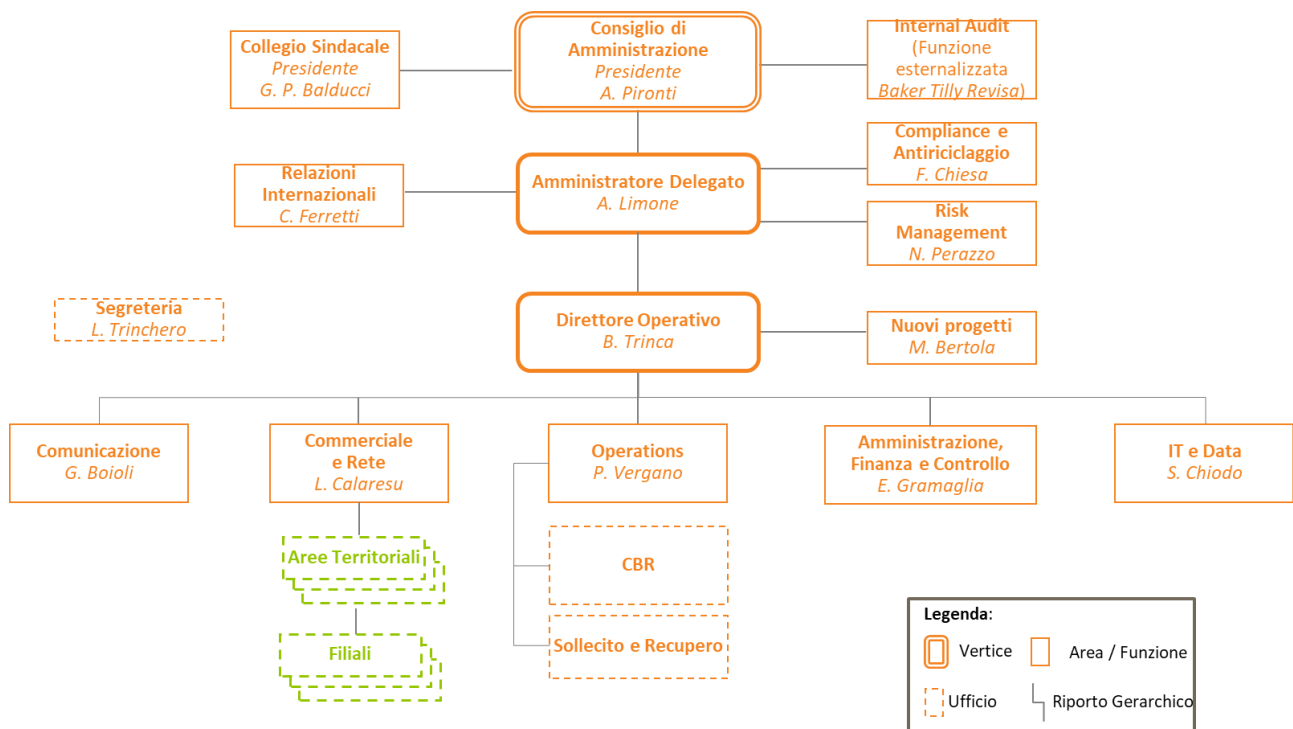 Collegio Sindacale
Presidente
G. P. Balducci
Consiglio di
Amministrazione
Presidente
A. Pironti
Internal Audit
(Funzione
esternalizzata
Baker Tilly Revisa)
Compliance e
Antiriciclaggio
F. Chiesa
Relazioni
Internazionali
C. Ferretti
Amministratore Delegato
A. Limone
Risk
Management
N. Perazzo
Segreteria
L. Trinchero
Direttore Operativo
B. Trinca
Nuovi progetti
M. Bertola
Comunicazione
G. Boioli
Commerciale
e Rete
L. Calaresu
Operations
P. Vergano
Amministrazione,
Finanza e Controllo
E. Gramaglia
IT e Data
S. Chiodo
Aree Territoriali
CBR
Filiali
Sollecito e Recupero
Legenda:
Vertice
Area / Funzione
Ufficio
Riporto Gerarchico